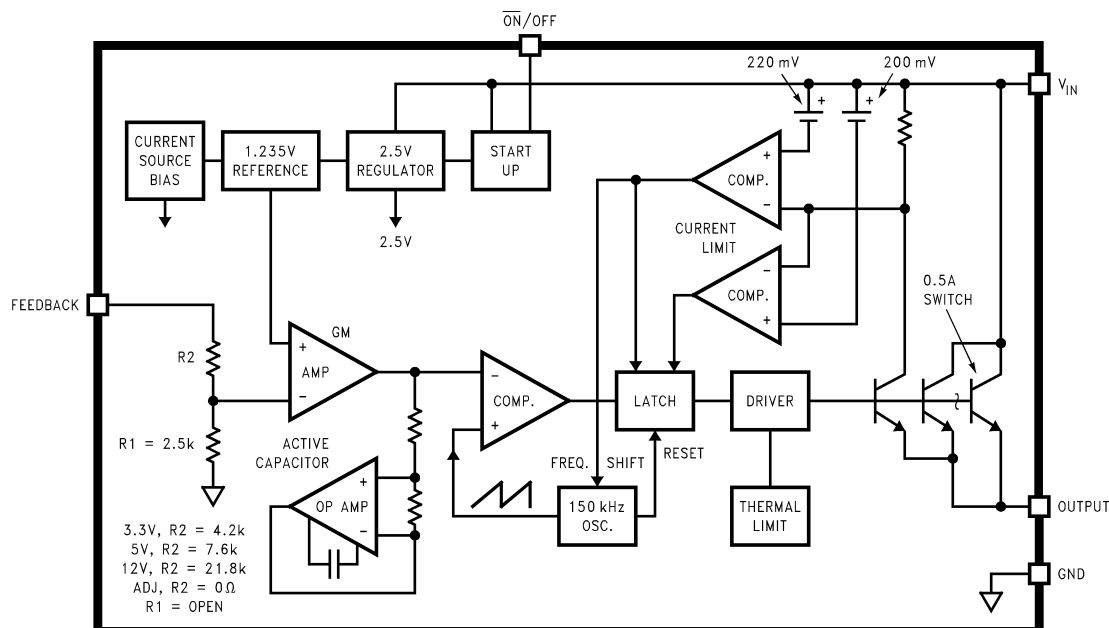 ON/OFF
220 mV
200 mV
+
+
VIN
CURRENT
SOURCE
BIAS
1.235V
REFERENCE
2.5V
REGULATOR
START
UP
2.5V
+
COMP.
−
CURRENT
LIMIT
−
COMP.
+
0.5A
SWITCH
FEEDBACK
R2
R1 = 2.5k
GM
+
AMP
−
−
COMP.
+
LATCH
DRIVER
ACTIVE
CAPACITOR
+
OP AMP
−
FREQ. SHIFT
RESET
150 kHz
OSC.
THERMAL
LIMIT
OUTPUT
GND
3.3V, R2 = 4.2k
5V, R2 = 7.6k
12V, R2 = 21.8k
ADJ, R2 = 0Ω
R1 = OPEN